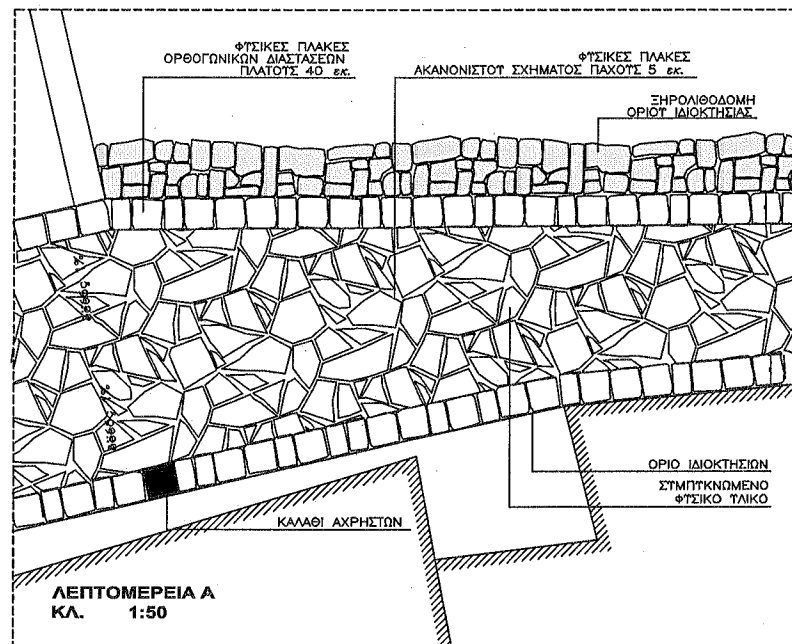 ΦΥΣΙΚΕΣ ΠΛΑΚΕΣ
ΟΡΘΟΓΩΝΙΚΩΝ ΔΙΑΣΤΑΣΕΩΝ
ΠΛΑΤΟΥΣ 40 εκ.
ΦΥΣΙΚΕΣ ΠΛΑΚΕΣ
ΑΚΑΝΟΝΙΣΤΟΥ ΣΧΗΜΑΤΟΣ ΠΑΧΟΥΣ 5 εκ.
ΞΗΡΟΛΙΘΟΔΟΜΗ
ΟΡΙΟΥ ΙΔΙΟΚΤΗΣΙΑΣ
ΟΡΙΟ ΙΔΙΟΚΤΗΣΙΩΝ
ΣΥΜΠΥΚΝΩΜΕΝΟ
ΦΥΣΙΚΟ ΥΛΙΚΟ
ΚΑΛΑΘΙ ΑΧΡΗΣΤΩΝ
ΛΕΠΤΟΜΕΡΕΙΑ Α
ΚΛ. 1:50